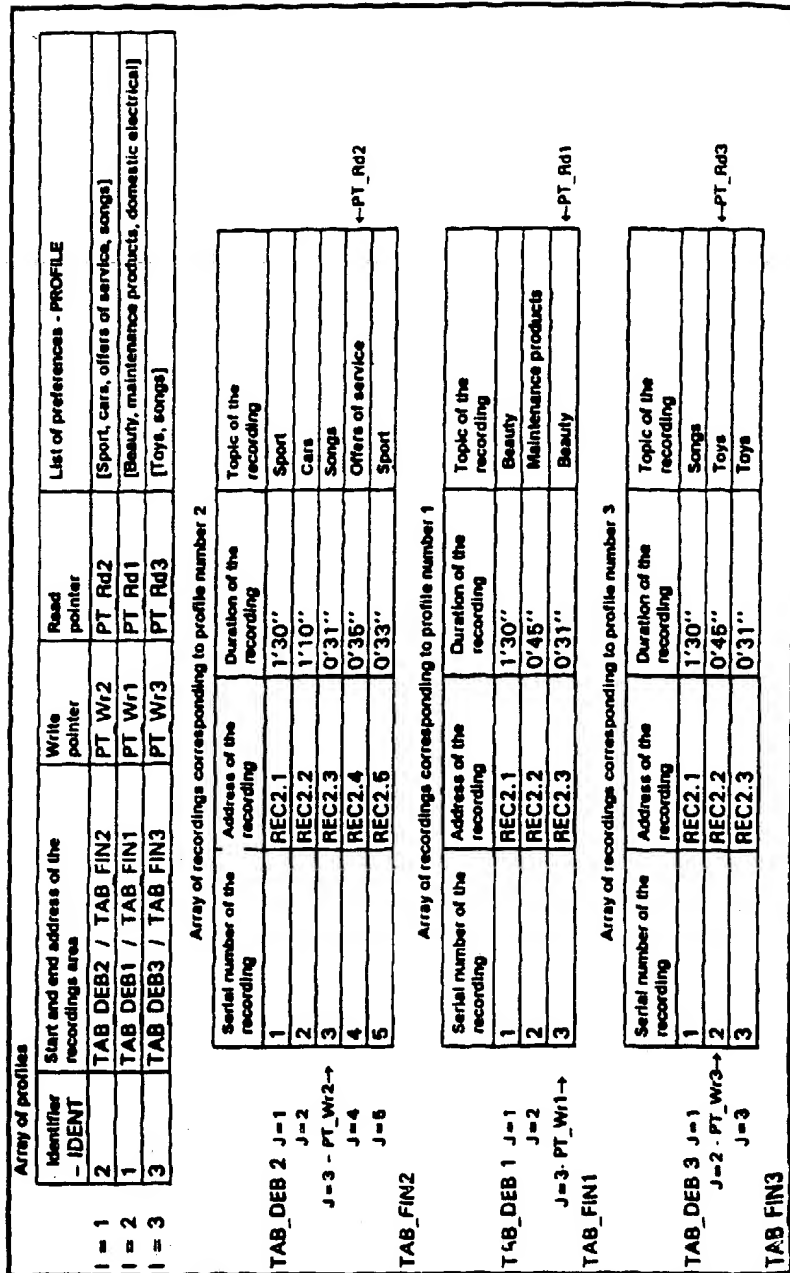 Array of profiles
Identifier – IDENT | Start and end address of the recordings area | Write pointer | Read pointer | List of preferences - PROFILE
I = 1 | 2 | TAB DEB2 / TAB FIN2 | PT Wr2 | PT Rd2 | [Sport, cars, offers of service, songs]
I = 2 | 1 | TAB DEB1 / TAB FIN1 | PT Wr1 | PT Rd1 | [Beauty, maintenance products, domestic electrical]
I = 3 | 3 | TAB DEB3 / TAB FIN3 | PT Wr3 | PT Rd3 | [Toys, songs]
Array of recordings corresponding to profile number 2
Serial number of the recording | Address of the recording | Duration of the recording | Topic of the recording
TAB_DEB 2 J=1 | 1 | REC2.1 | 1'30'' | Sport
J=2 | 2 | REC2.2 | 1'10'' | Cars
J=3 - PT_Wr2→ | 3 | REC2.3 | 0'31'' | Songs
J=4 | 4 | REC2.4 | 0'35'' | Offers of service | ←PT_Rd2
J=5 | 5 | REC2.5 | 0'33'' | Sport
TAB_FIN2
Array of recordings corresponding to profile number 1
Serial number of the recording | Address of the recording | Duration of the recording | Topic of the recording
TAB_DEB 1 J=1 | 1 | REC2.1 | 1'30'' | Beauty
J=2 | 2 | REC2.2 | 0'45'' | Maintenance products
J=3- PT_Wr1→ | 3 | REC2.3 | 0'31'' | Beauty | ←PT_Rd1
TAB_FIN1
Array of recordings corresponding to profile number 3
Serial number of the recording | Address of the recording | Duration of the recording | Topic of the recording
TAB_DEB 3 J=1 | 1 | REC2.1 | 1'30'' | Songs
J=2 - PT_Wr3→ | 2 | REC2.2 | 0'45'' | Toys | ←PT_Rd3
J=3 | 3 | REC2.3 | 0'31'' | Toys
TAB_FIN3